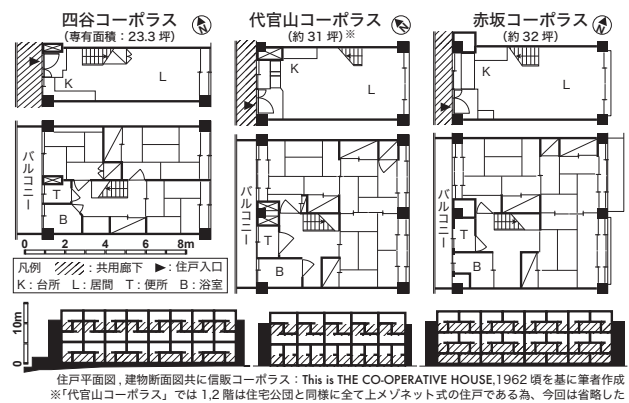 四谷コーポラス
(専有面積：23.3 坪)
N
代官山コーポラス
(約 31 坪)※
N
赤坂コーポラス
(約 32 坪)
N
K
L
K
L
K
L
バルコニー
T
B
バルコニー
T
B
バルコニー
T
B
0 2 4 6 8m
凡例 ：共用廊下 ▶：住戸入口
K：台所 L：居間 T：便所 B：浴室
10m
0
住戸平面図，建物断面図共に信販コーポラス：This is THE CO-OPERATIVE HOUSE,1962 頃を基に筆者作成
※「代官山コーポラス」では 1,2 階は住宅公団と同様に全て上メゾネット式の住戸である為、今回は省略した